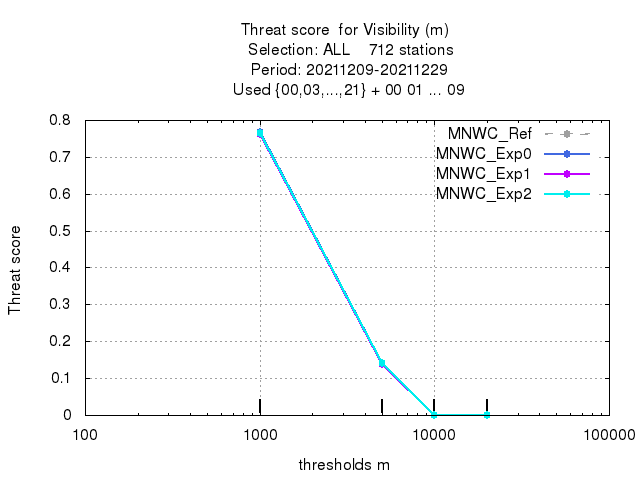 Threat score  for Visibility (m)
Selection: ALL    712 stations
Period: 20211209-20211229
Used {00,03,...,21} + 00 01 ... 09
0.8
0.7
0.6
0.5
0.4
0.3
0.2
0.1
0
Threat score
MNWC_Ref
MNWC_Exp0
MNWC_Exp1
MNWC_Exp2
100 1000 10000 100000
thresholds m